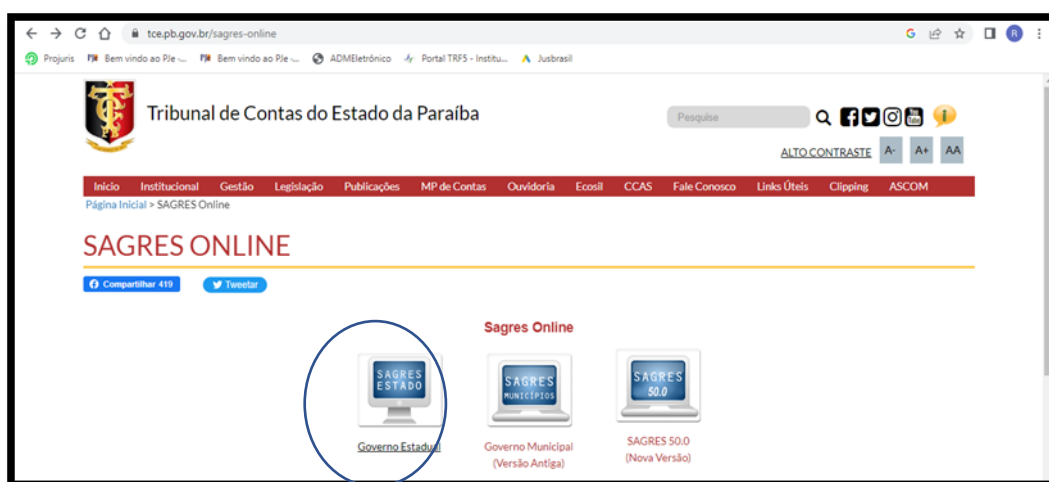 tce.pb.gov.br/sagres-online
Projuris Bem vindo ao PJe -... Bem vindo ao PJe -... ADMEletrônico Portal TRF5 - Institu... Jusbrasil
Tribunal de Contas do Estado da Paraíba
Pesquise
ALTO CONTRASTE A- A+ AA
Início Institucional Gestão Legislação Publicações MP de Contas Ouvidoria Ecosil CCAS Fale Conosco Links Úteis Clipping ASCOM
Página Inicial > SAGRES Online
SAGRES ONLINE
Compartilhar 419 Tweetar
Sagres Online
SAGRES
ESTADO
SAGRES
MUNICÍPIOS
SAGRES
50.0
Governo Estadual
Governo Municipal
(Versão Antiga)
SAGRES 50.0
(Nova Versão)